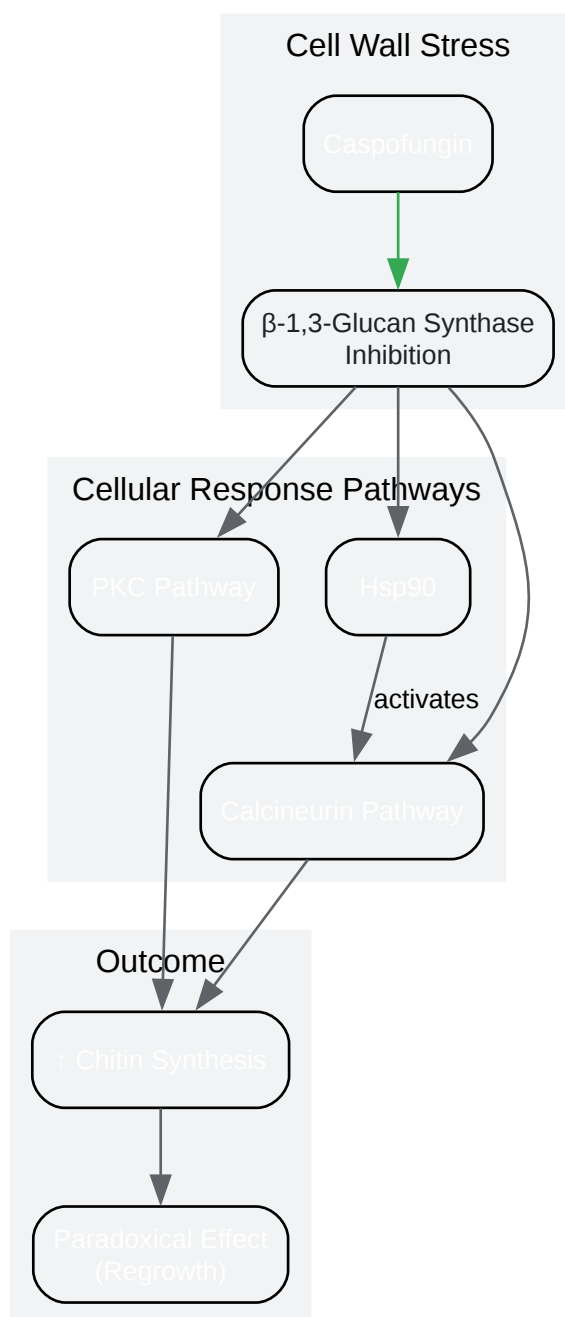 Cell Wall Stress
Caspofungin
β-1,3-Glucan Synthase
Inhibition
Cellular Response Pathways
PKC Pathway
Hsp90
activates
Calcineurin Pathway
Outcome
↑ Chitin Synthesis
Paradoxical Effect
(Regrowth)